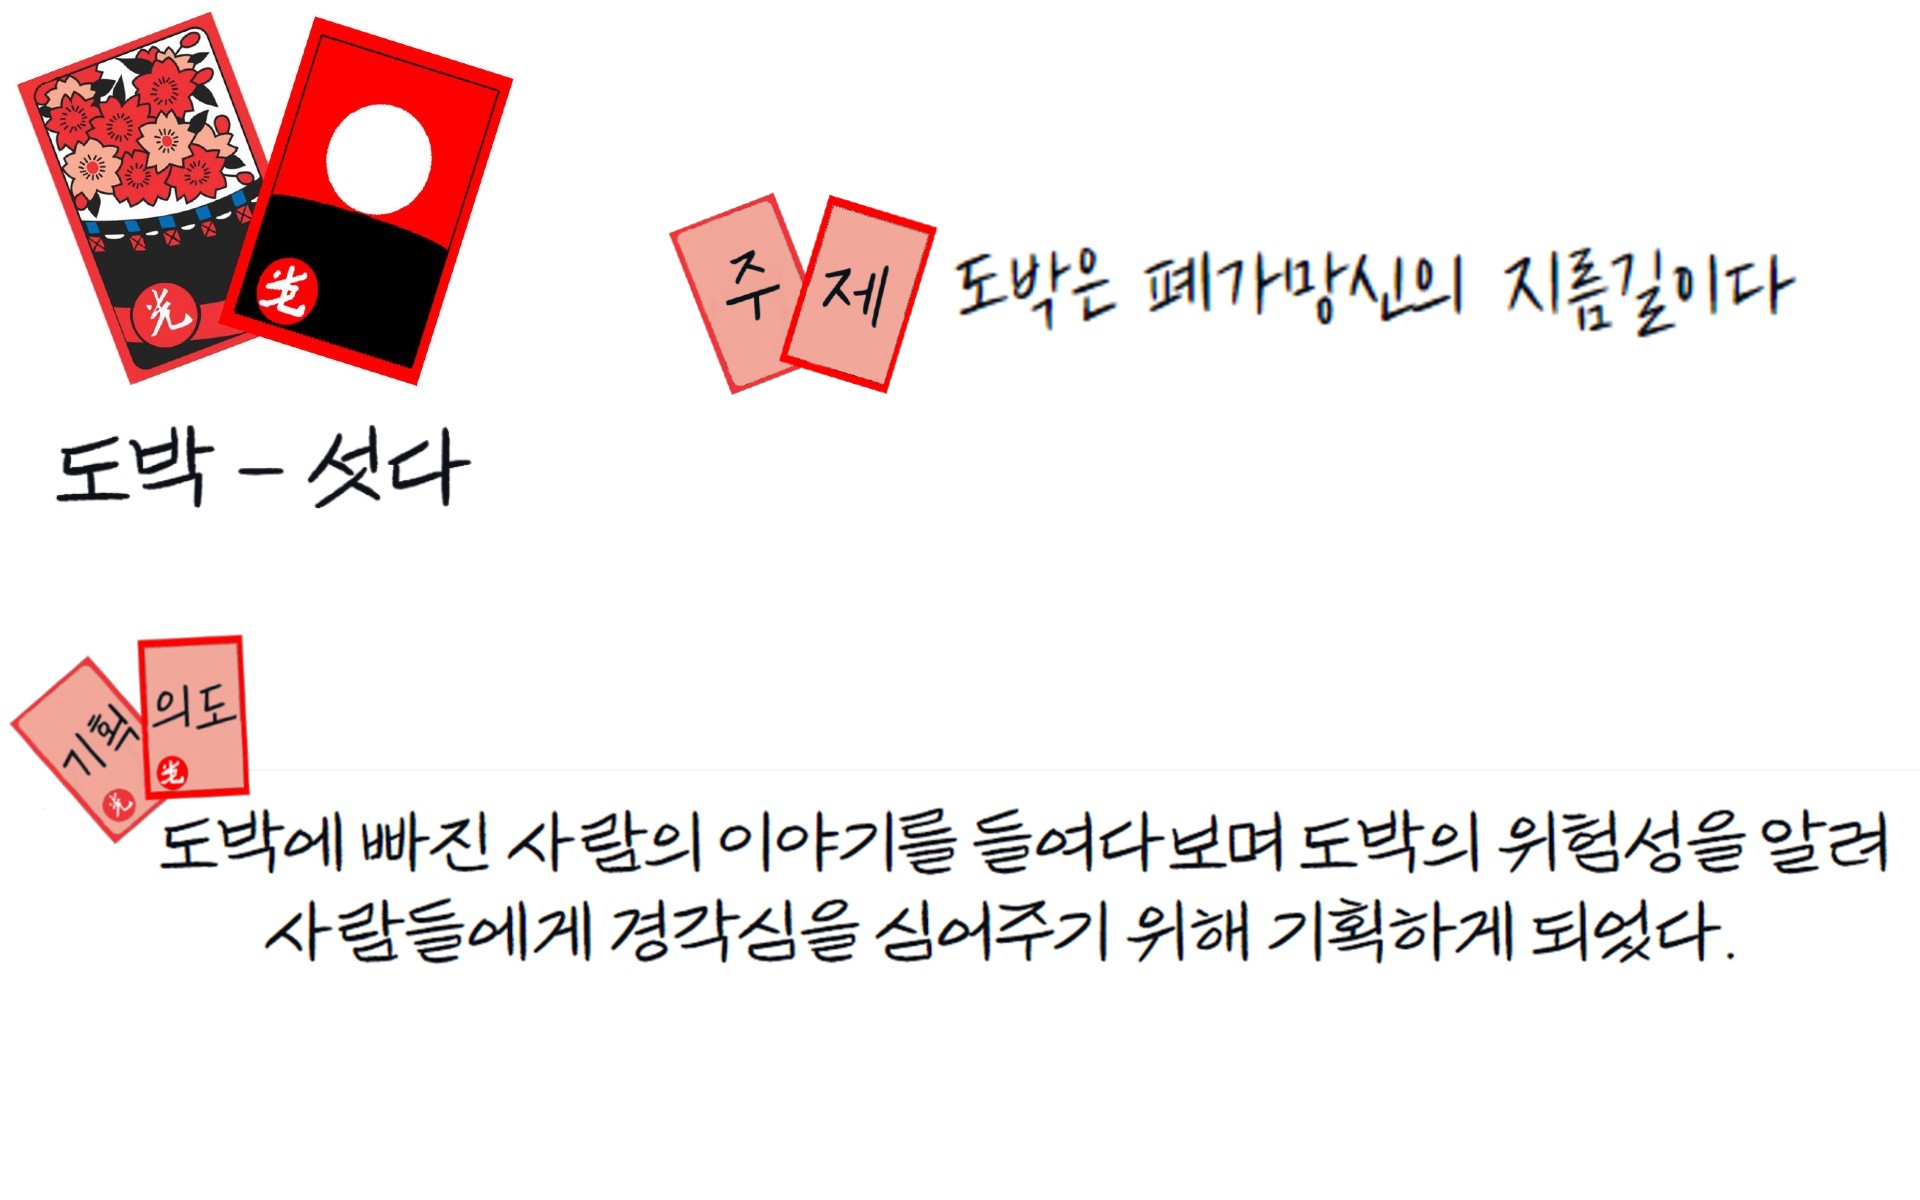 光
光
도박 - 섯다
주제
도박은 폐가망신의 지름길이다
기획의도
光
光
도박에 빠진 사람의 이야기를 들여다보며 도박의 위험성을 알려
사람들에게 경각심을 심어주기 위해 기획하게 되었다.